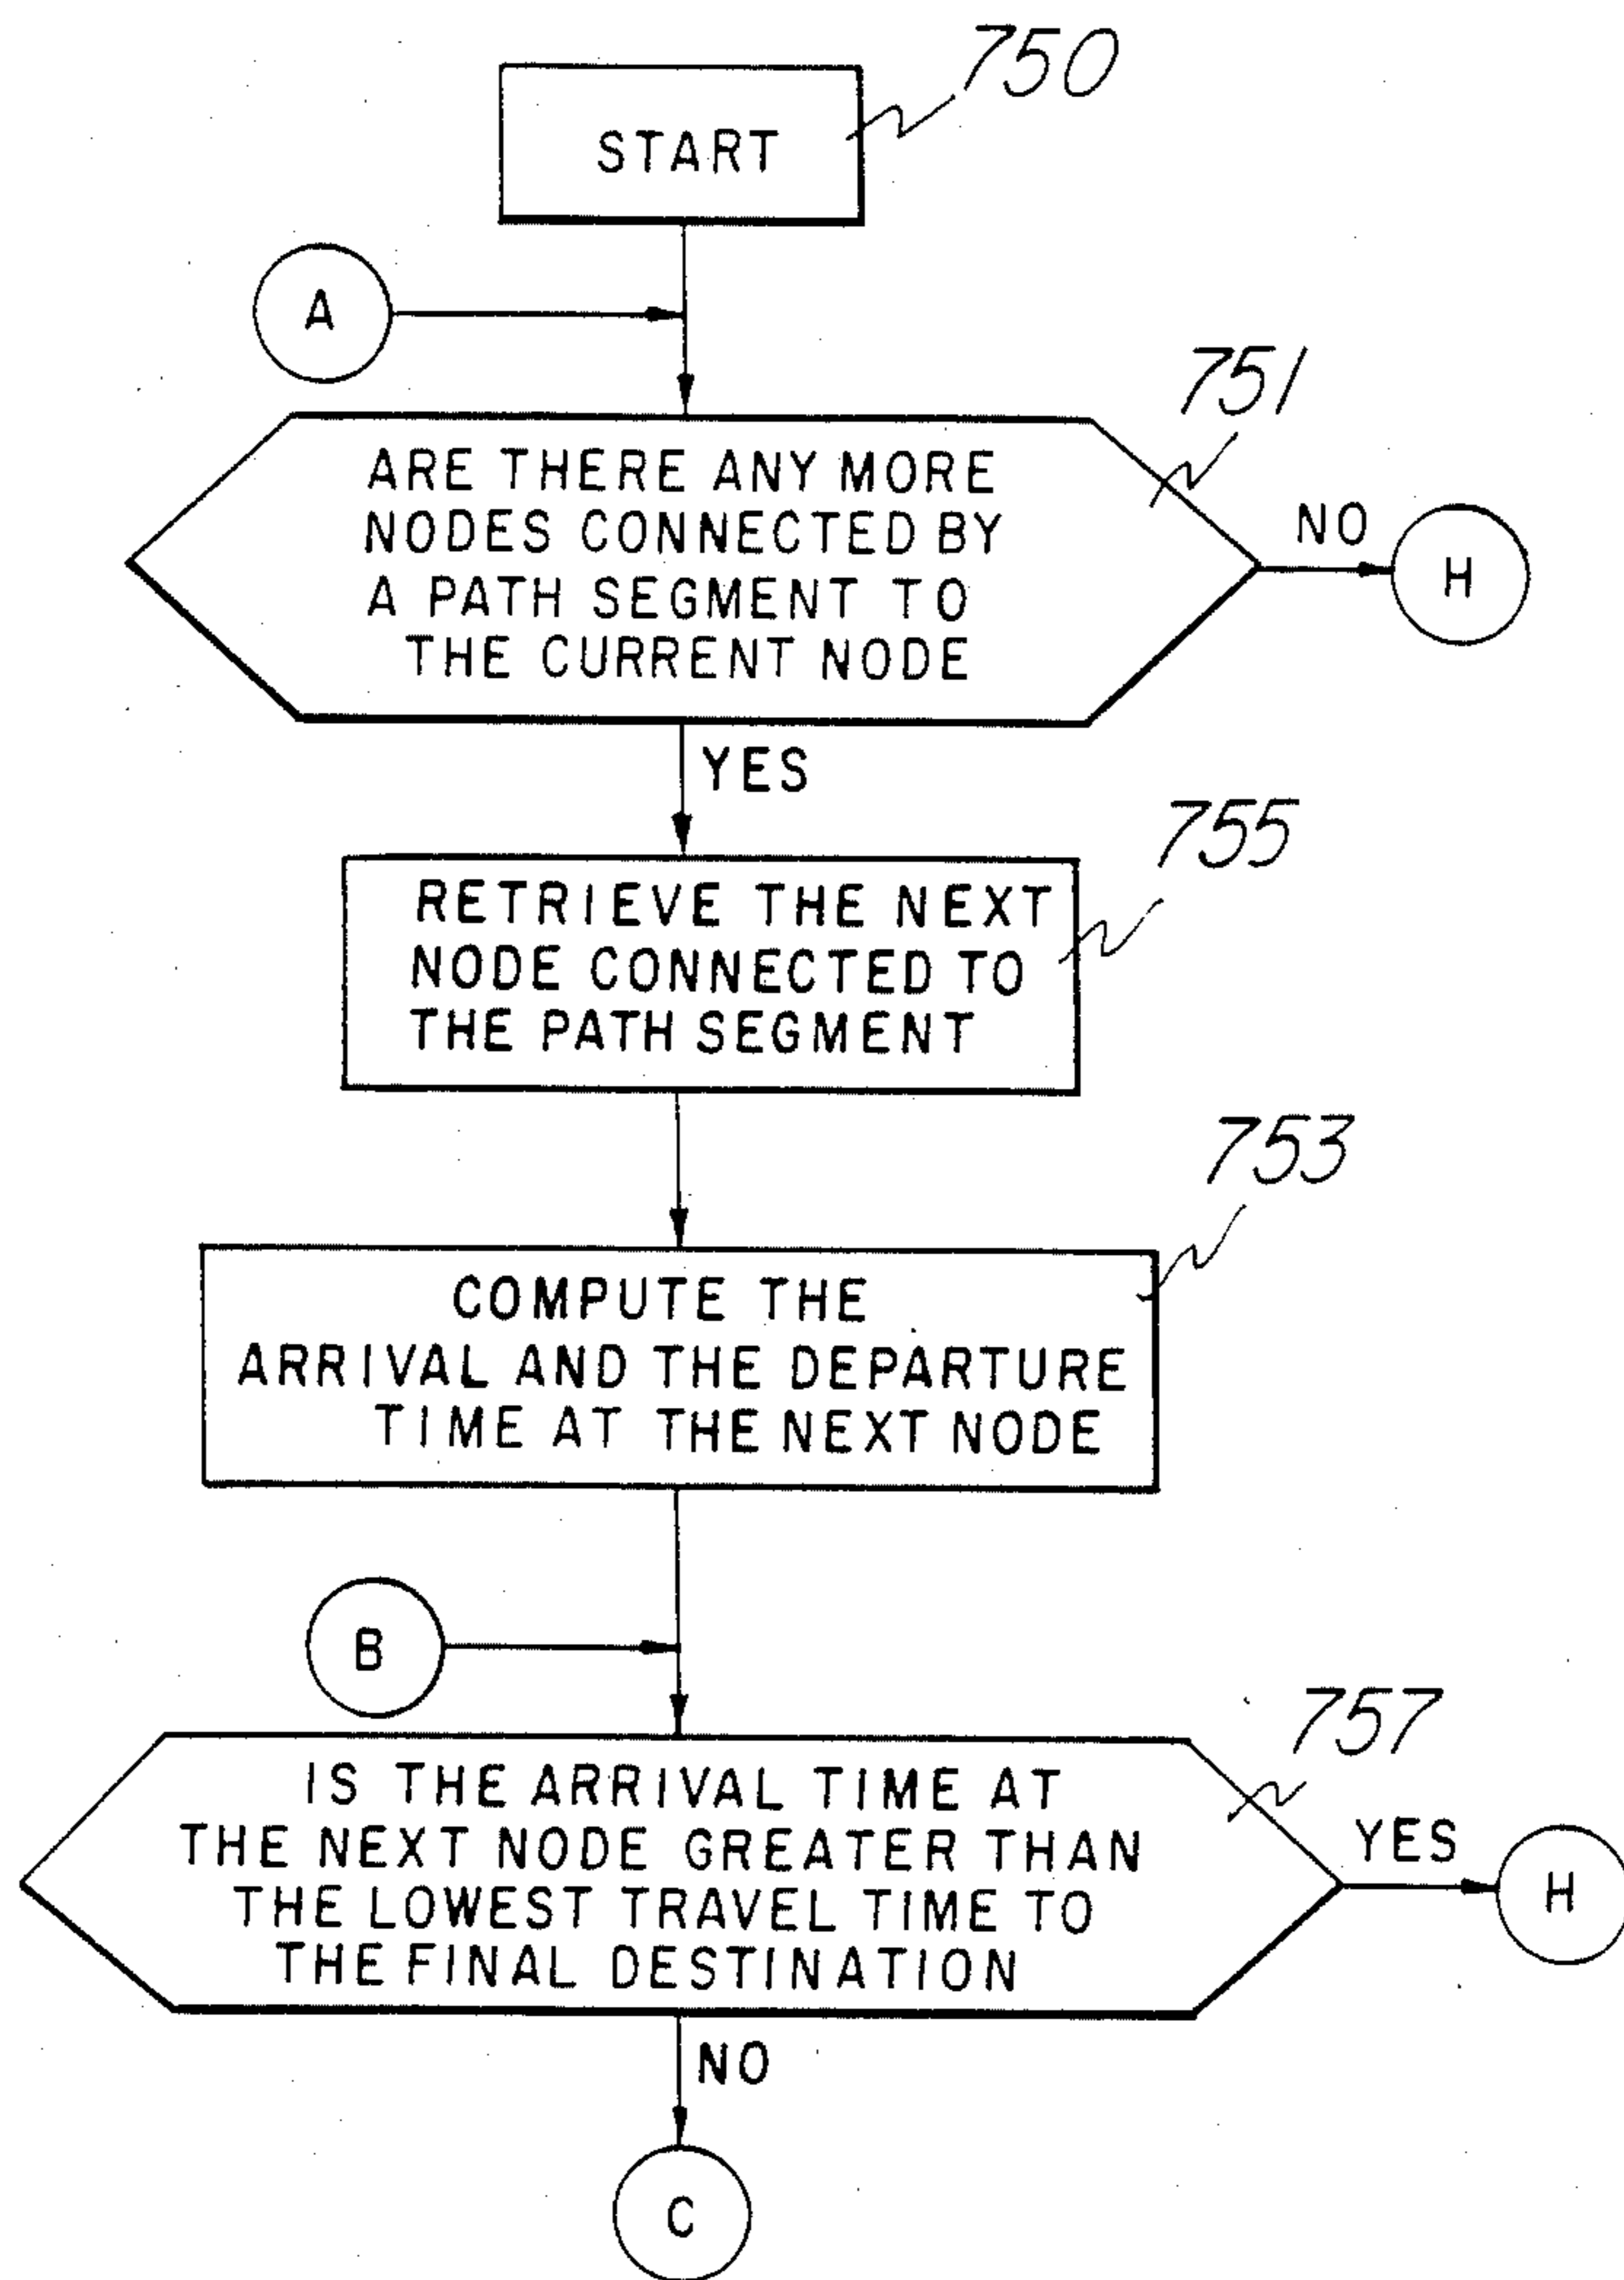 750
START
A
751
ARE THERE ANY MORE
NODES CONNECTED BY
A PATH SEGMENT TO
THE CURRENT NODE
NO
H
YES
755
RETRIEVE THE NEXT
NODE CONNECTED TO
THE PATH SEGMENT
753
COMPUTE THE
ARRIVAL AND THE DEPARTURE
TIME AT THE NEXT NODE
B
757
IS THE ARRIVAL TIME AT
THE NEXT NODE GREATER THAN
THE LOWEST TRAVEL TIME TO
THE FINAL DESTINATION
YES
H
NO
C